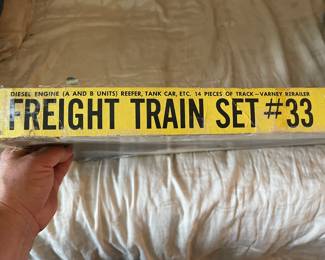 DIESEL ENGINE (A AND B UNITS) REEFER, TANK CAR, ETC. 14 PIECES OF TRACK—VARNEY RERAILER
FREIGHT TRAIN SET #33